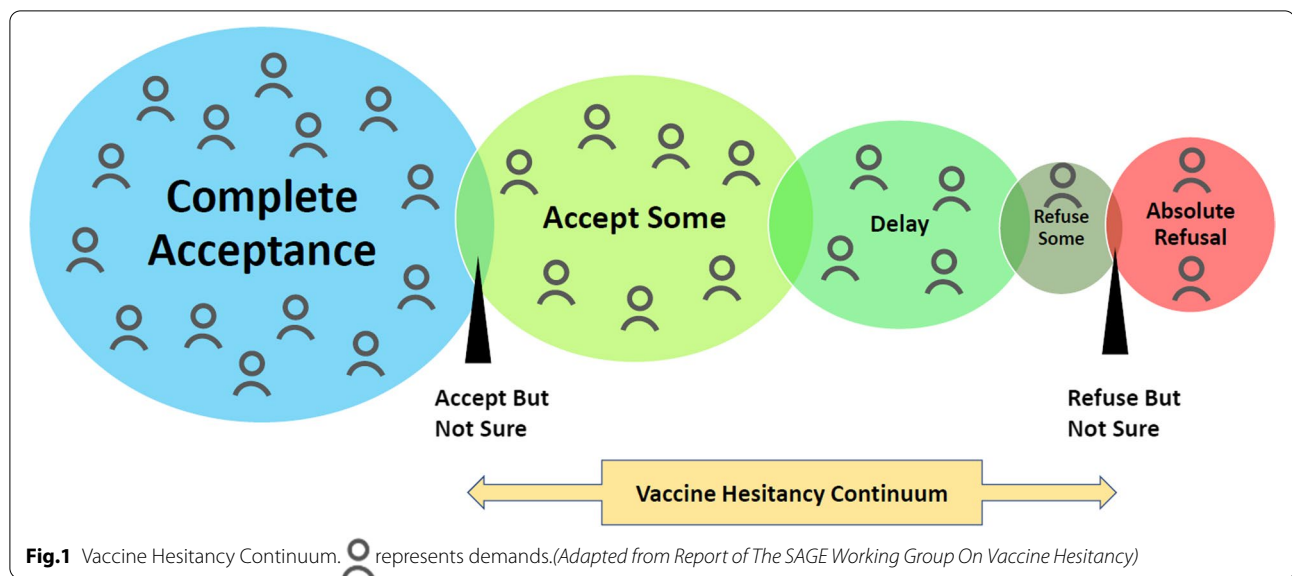 Complete
Acceptance
Accept Some
Delay
Refuse
Some
Absolute
Refusal
Accept But
Not Sure
Refuse But
Not Sure
Vaccine Hesitancy Continuum
Fig.1 Vaccine Hesitancy Continuum. represents demands.(Adapted from Report of The SAGE Working Group On Vaccine Hesitancy)